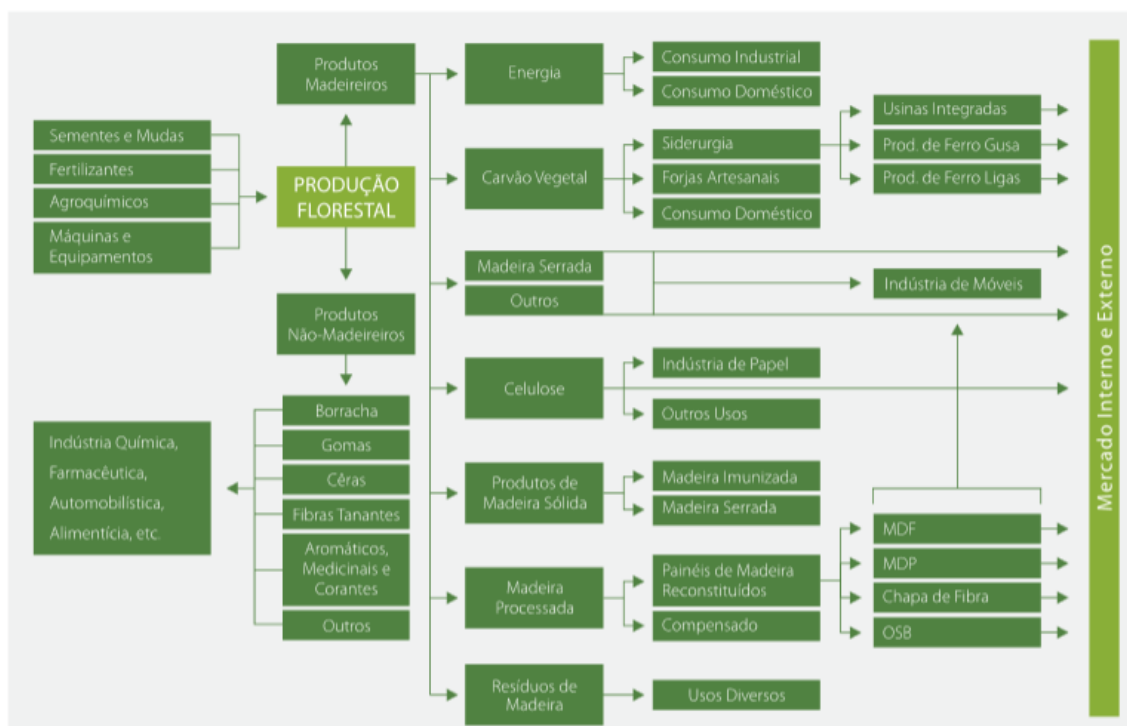 Produtos
Madeireiros
Sementes e Mudas
Fertilizantes
Agroquímicos
Máquinas e
Equipamentos
PRODUÇÃO
FLORESTAL
Produtos
Não-Madeireiros
Borracha
Gomas
Cêras
Fibras Tanantes
Aromáticos,
Medicinais e
Corantes
Outros
Indústria Química,
Farmacêutica,
Automobilística,
Alimentícia, etc.
Energia
Consumo Industrial
Consumo Doméstico
Carvão Vegetal
Siderurgia
Forjas Artesanais
Consumo Doméstico
Usinas Integradas
Prod. de Ferro Gusa
Prod. de Ferro Ligas
Madeira Serrada
Outros
Indústria de Móveis
Celulose
Indústria de Papel
Outros Usos
Produtos de
Madeira Sólida
Madeira Imunizada
Madeira Serrada
Madeira
Processada
Painéis de Madeira
Reconstituídos
Compensado
MDF
MDP
Chapa de Fibra
OSB
Resíduos de
Madeira
Usos Diversos
Mercado Interno e Externo